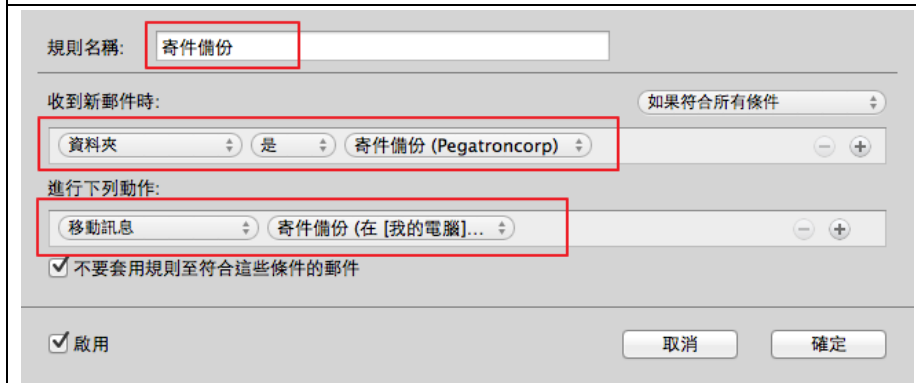 規則名稱: 寄件備份
收到新郵件時: 如果符合所有條件
資料夾 是 寄件備份 (Pegatroncorp)
進行下列動作:
移動訊息 寄件備份 (在 [我的電腦]...
不要套用規則至符合這些條件的郵件
啟用 取消 確定